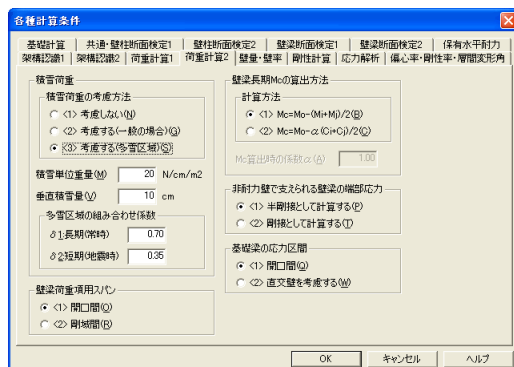 各種計算条件
基礎計算 共通・壁柱断面検定1 壁柱断面検定2 壁梁断面検定1 壁梁断面検定2 保有水平耐力
架構認識1 架構認識2 荷重計算1 荷重計算2 壁量・壁率 剛性計算 応力解析 偏心率・剛性率・層間変形角
積雪荷重
積雪荷重の考慮方法
<1> 考慮しない(N)
<2> 考慮する(一般の場合)(G)
<3> 考慮する(多雪区域)(S)
積雪単位重量(M) 20 N/cm/m2
垂直積雪量(V) 10 cm
多雪区域の組み合わせ係数
δ1:長期(常時) 0.70
δ2:短期(地震時) 0.35
壁梁荷重項用スパン
<1> 開口間(O)
<2> 剛域間(R)
壁梁長期Mcの算出方法
計算方法
<1> Mc=Mo-(Mi+Mj)/2(B)
<2> Mc=Mo-α(Ci+Cj)/2(C)
Mc算出時の係数α(A) 1.00
非耐力壁で支えられる壁梁の端部応力
<1> 半剛接として計算する(P)
<2> 剛接として計算する(T)
基礎梁の応力区間
<1> 開口間(Q)
<2> 直交壁を考慮する(W)
OK キャンセル ヘルプ